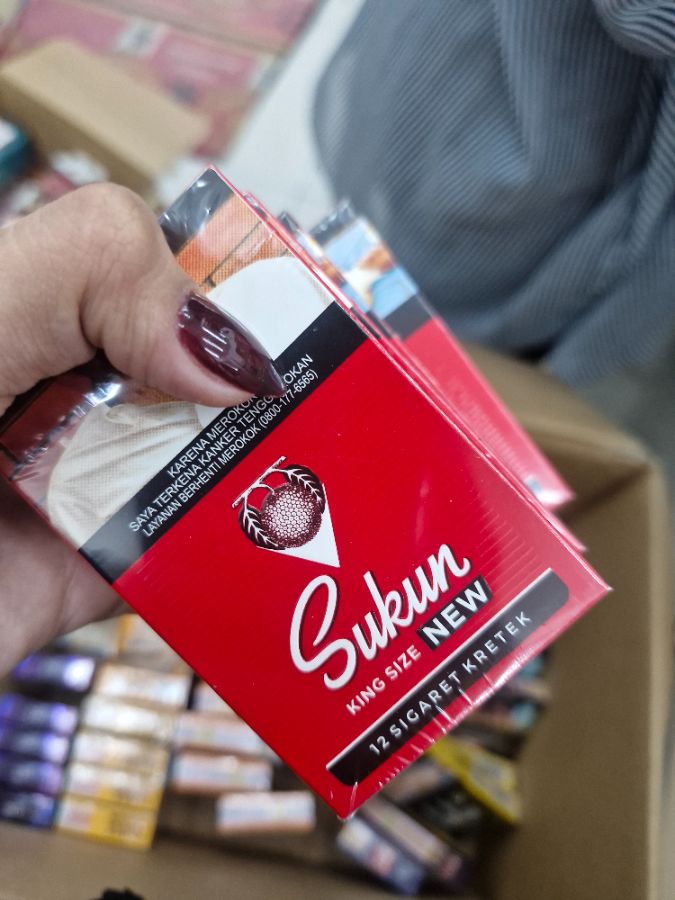 KARENA MEROKOK
SAYA TERKENA KANKER TENGGOROKAN
LAYANAN BERHENTI MEROKOK (0800-177-6565)
Sukun
KING SIZE NEW
12 SIGARET KRETEK